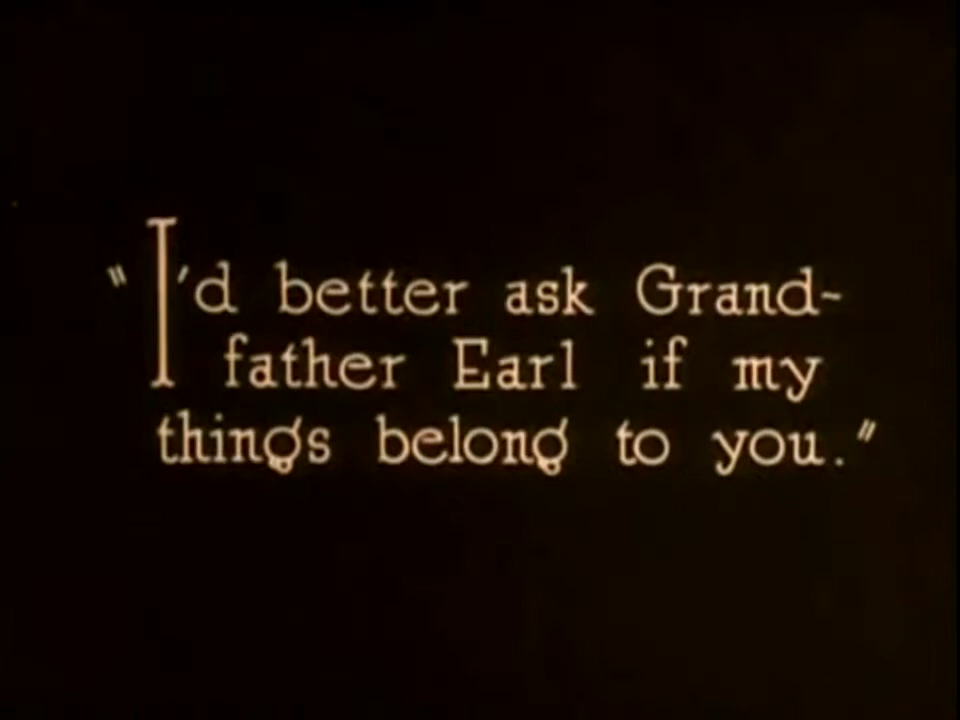 "I'd better ask Grand-
father Earl if my
things belong to you."